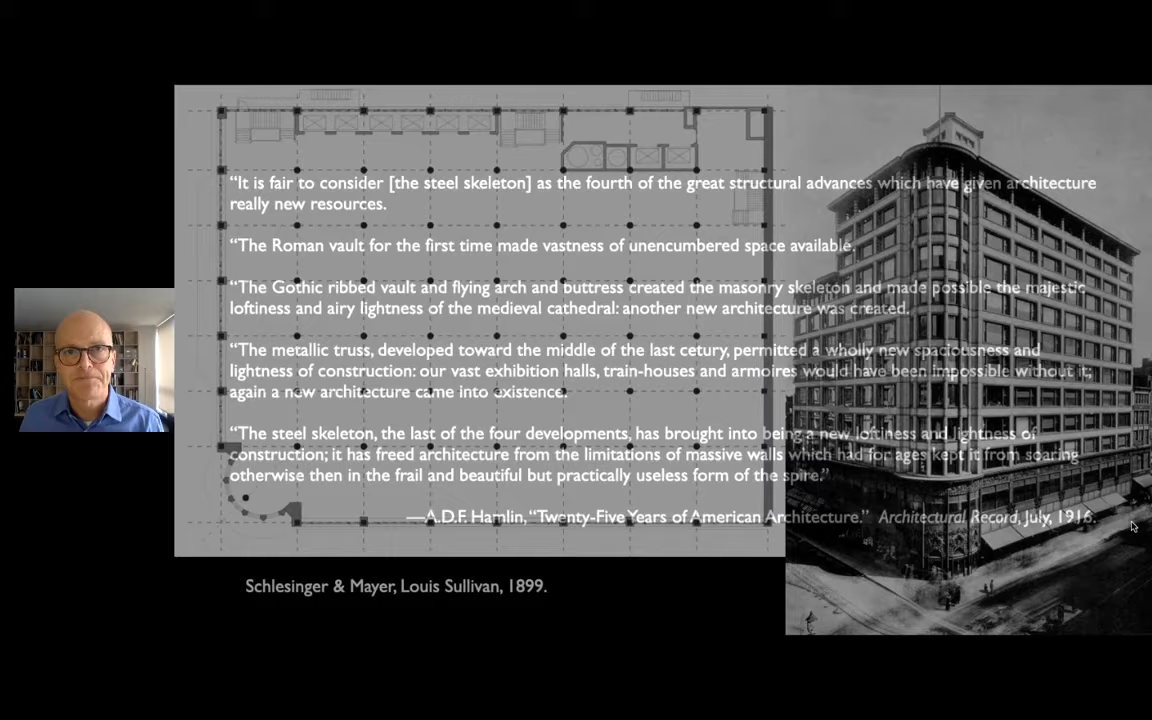 “It is fair to consider [the steel skeleton] as the fourth of the great structural advances which have given architecture
really new resources.
“The Roman vault for the first time made vastness of unencumbered space available.
“The Gothic ribbed vault and flying arch and buttress created the masonry skeleton and made possible the majestic
loftiness and airy lightness of the medieval cathedral: another new architecture was created.
“The metallic truss, developed toward the middle of the last cetury, permitted a wholly new spaciousness and
lightness of construction: our vast exhibition halls, train-houses and armoires would have been impossible without it;
again a new architecture came into existence.
“The steel skeleton, the last of the four developments, has brought into being a new loftiness and lightness of
construction; it has freed architecture from the limitations of massive walls which had for ages kept it from soaring
otherwise then in the frail and beautiful but practically useless form of the spire.”
—A.D.F. Hamlin, “Twenty-Five Years of American Architecture.” Architectural Record, July, 1916.
Schlesinger & Mayer, Louis Sullivan, 1899.